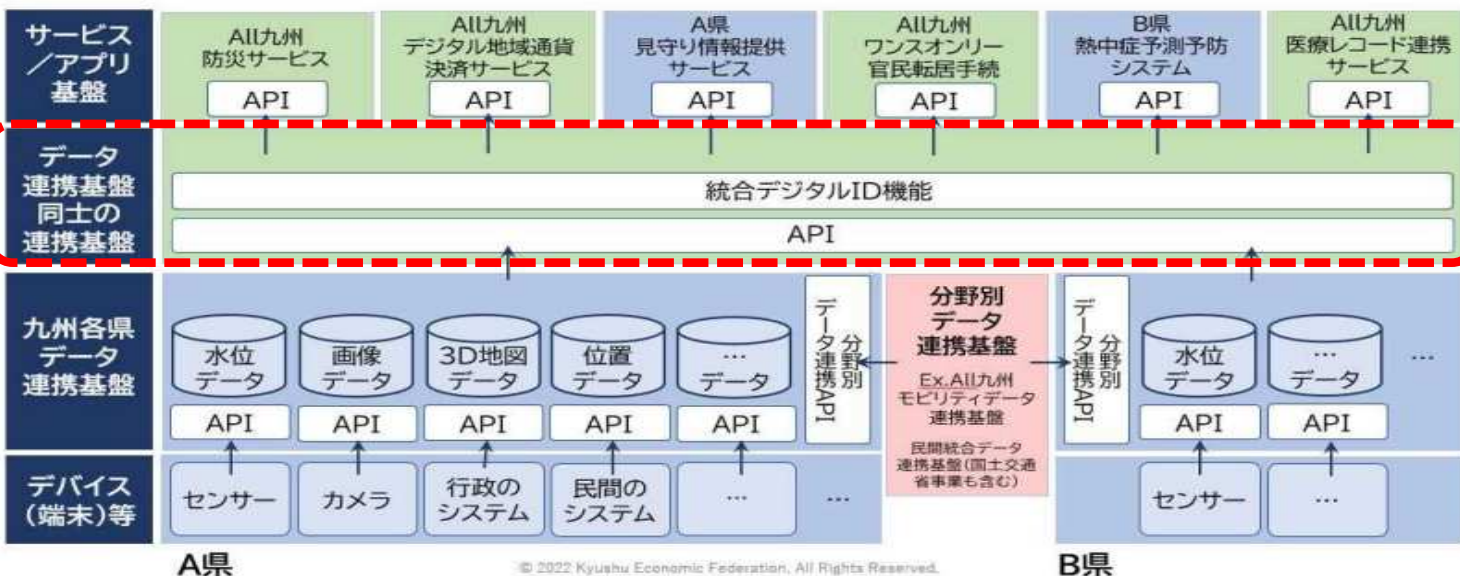 サービス
／アプリ
基盤
All九州
防災サービス
API
All九州
デジタル地域通貨
決済サービス
API
A県
見守り情報提供
サービス
API
All九州
ワンスオンリー
官民転居手続
API
B県
熱中症予測予防
システム
API
All九州
医療レコード連携
サービス
API
データ
連携基盤
同士の
連携基盤
統合デジタルID機能
API
九州各県
データ
連携基盤
水位
データ
API
画像
データ
API
3D地図
データ
API
位置
データ
API
…
データ
API
分野別
データ連携API
分野別
データ
連携基盤
Ex.All九州
モビリティデータ
連携基盤
民間統合データ
連携基盤(国土交通
省事業も含む)
分野別
データ連携API
水位
データ
API
…
データ
API
…
デバイス
(端末)等
センサー
カメラ
行政の
システム
民間の
システム
…
…
センサー
…
A県
© 2022 Kyushu Economic Federation. All Rights Reserved.
B県